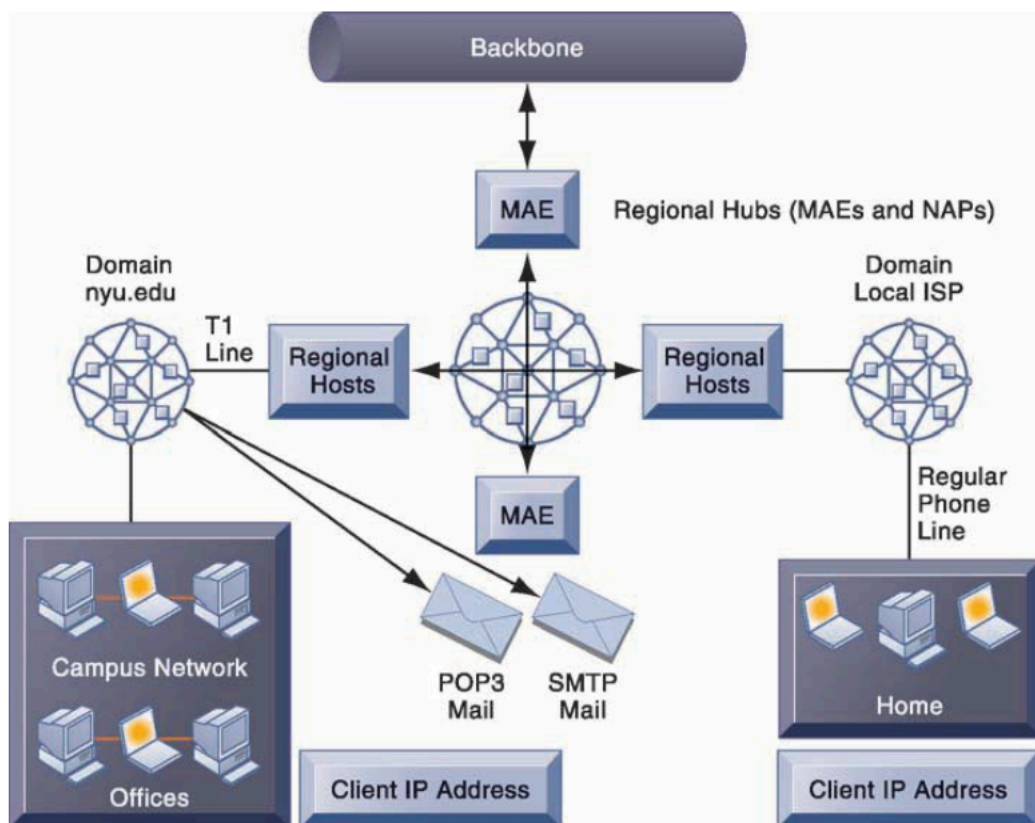 Backbone
MAE
Regional Hubs (MAEs and NAPs)
Domain
nyu.edu
Domain
Local ISP
T1
Line
Regional
Hosts
Regional
Hosts
MAE
Regular
Phone
Line
Campus Network
POP3
Mail
SMTP
Mail
Home
Offices
Client IP Address
Client IP Address